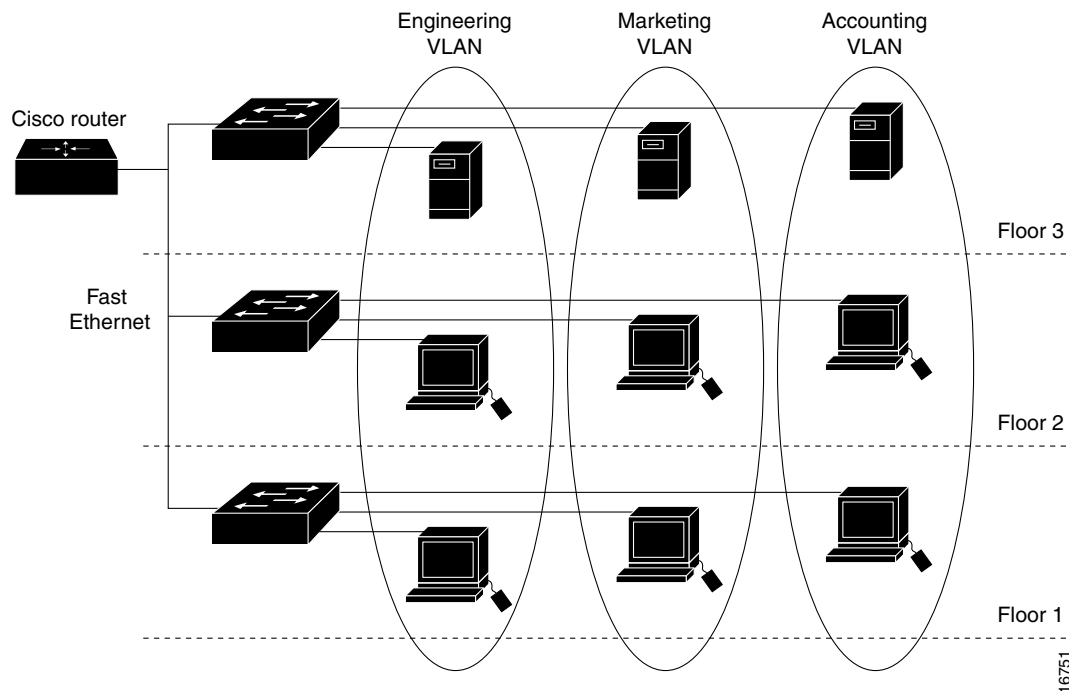 Engineering
VLAN
Marketing
VLAN
Accounting
VLAN
Cisco router
Floor 3
Fast
Ethernet
Floor 2
Floor 1
16751